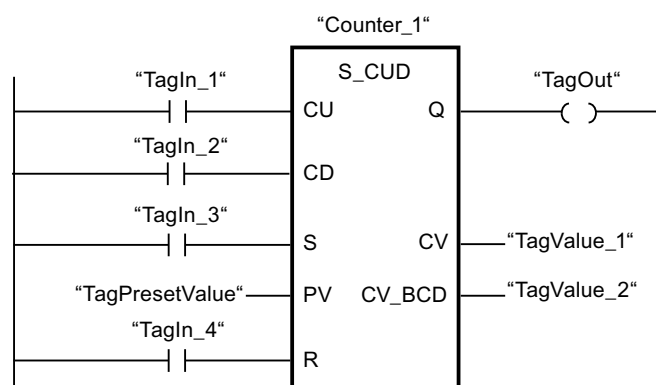 “Counter_1“
S_CUD
“TagIn_1“
“TagOut“
CU
Q
“TagIn_2“
CD
“TagIn_3“
S
CV
“TagValue_1“
“TagPresetValue“
PV
CV_BCD
“TagValue_2“
“TagIn_4“
R